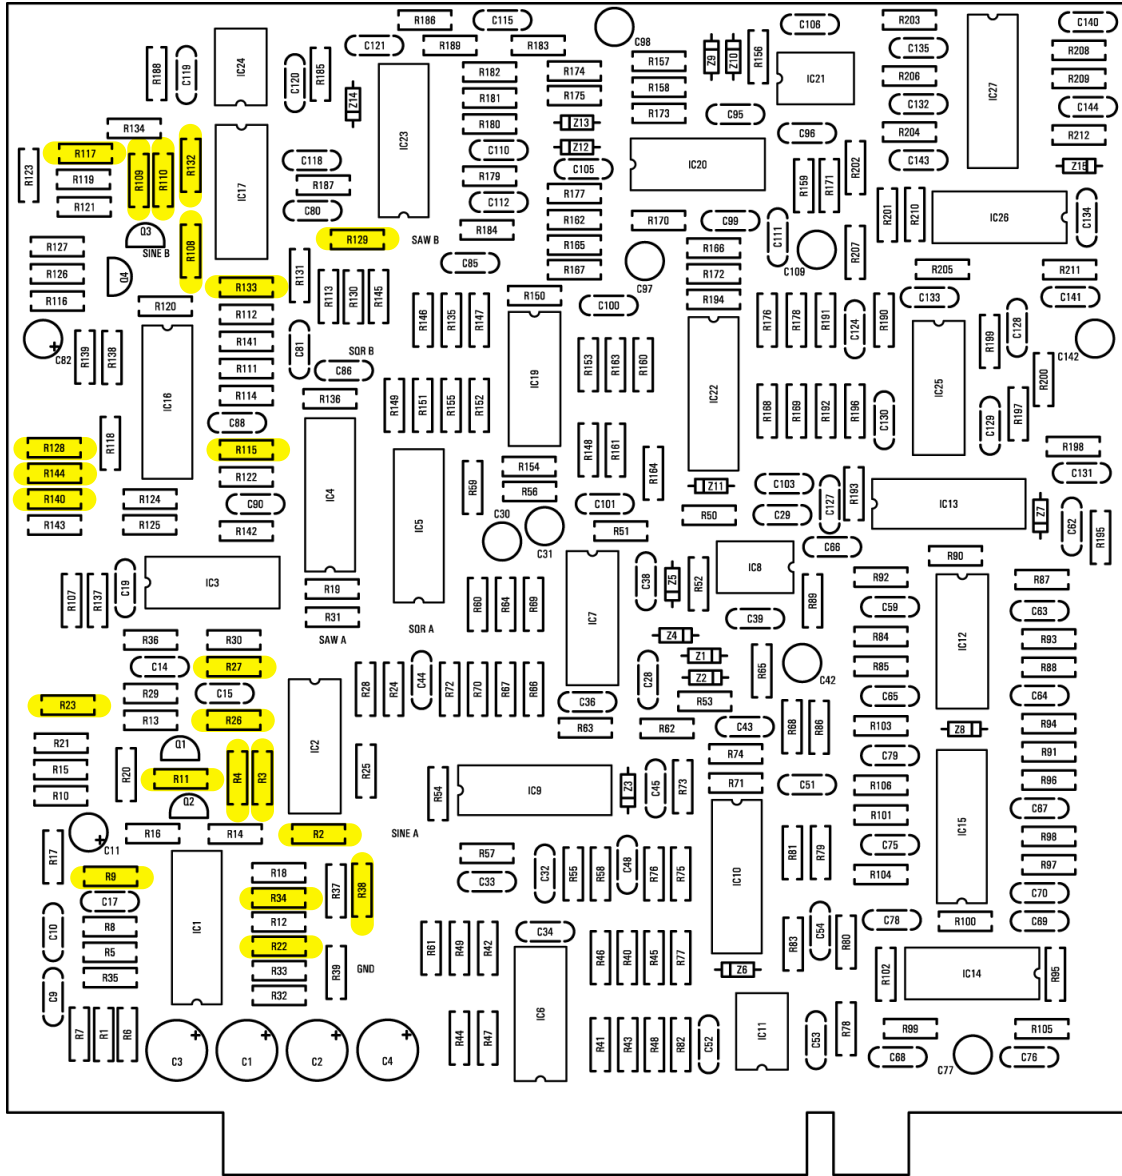 R186 C115 C98 C106 R203 C140
C121 R189 R183 Z9 Z10 R156 C135 IC27 R208
R188 C119 IC24 C120 R185 R182 R174 R157 IC21 R206 R209
Z14 IC23 R181 R175 R158 C132 C144
R134 R180 Z13 R173 C95 R204 R212
R117 R109 R110 R132 IC17 C118 C110 Z12 IC20 C96 C143 Z15
R123 R119 R187 R179 C105 R159 R171 R202
R121 C80 C112 R177 R201 R210 IC26 C134
Q3 R108 R129 SAW B R184 R162 R170 C99 C111 R207
R127 SINE B R165 R166 C109
R126 Q4 R131 C85 R167 C97 R172 R205 R211
R116 R120 R133 R113 R130 R145 R150 C100 R194 C133 C141
R112 R146 R135 R147 R176 R178 R191 C124 R190 C128
C82 R139 R138 R141 C81 SQR B IC19 R153 R163 R160 IC22 IC25 R199 C142
IC16 R111 C86 R200
R114 R136 R149 R151 R155 R152 R168 R169 R192 R196 C130 C129 R197
R118 C88
R128 R115 R148 R161 R198
R144 R122 IC4 R59 R154 R164 Z11 C103 R193 C131
R140 R124 C90 IC5 R56 C101 R50 C29 C127 IC13 Z7 C62 R195
R143 R125 R142 C30 C31 R51 C66 R90
IC3 C38 Z5 R52 IC8 R92 R87
R107 R137 C19 R19 R60 R64 R69 IC7 R89 C59 IC12 C63
R31 C39
R36 R30 SAW A SQR A Z4 R84 R93
C14 R27 Z1 R65 C42 R85 R88
R29 C15 R28 R24 C44 R72 R70 R67 R66 C28 Z2 C65 C64
R23 R13 R26 C36 R53 R68 R86
R21 Q1 IC2 R63 R62 C43 R103 Z8 R94
R15 R20 R11 R4 R3 R25 R74 C79 R91
R10 Q2 R54 IC9 Z3 C45 R73 R71 C51 R106 R96
C11 R16 R14 R2 SINE A R101 IC15 C67
R17 R18 R57 C32 R55 R58 C48 R76 R75 IC10 R81 R79 C75 R98
R9 R34 R37 R38 C33 R104 R97
C17 R12 C70
C10 R8 IC1 R22 R61 R49 R42 C34 R46 R40 R45 R77 R83 C54 R80 C78 R100 C69
R5 R33 R39 GND Z6 R102 IC14 R95
C9 R35 R32
R7 R1 R6 R44 R47 IC6 R41 R43 R48 R82 C52 IC11 C53 R78 R99 R105
C3 C1 C2 C4 C68 C77 C76